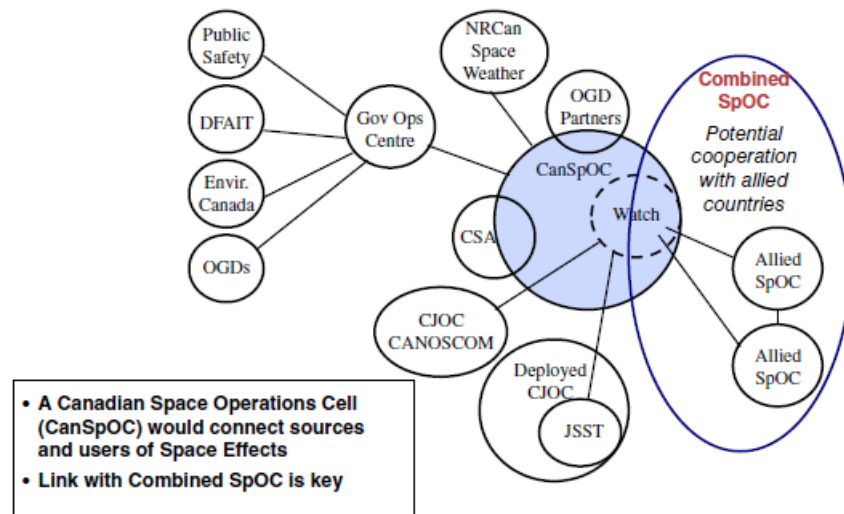 Public
Safety
DFAIT
Envir.
Canada
OGDs
Gov Ops
Centre
NRCan
Space
Weather
OGD
Partners
CanSpOC
Watch
CSA
CJOC
CANOSCOM
Deployed
CJOC
JSST
Combined
SpOC
Potential
cooperation
with allied
countries
Allied
SpOC
Allied
SpOC
• A Canadian Space Operations Cell
(CanSpOC) would connect sources
and users of Space Effects
• Link with Combined SpOC is key